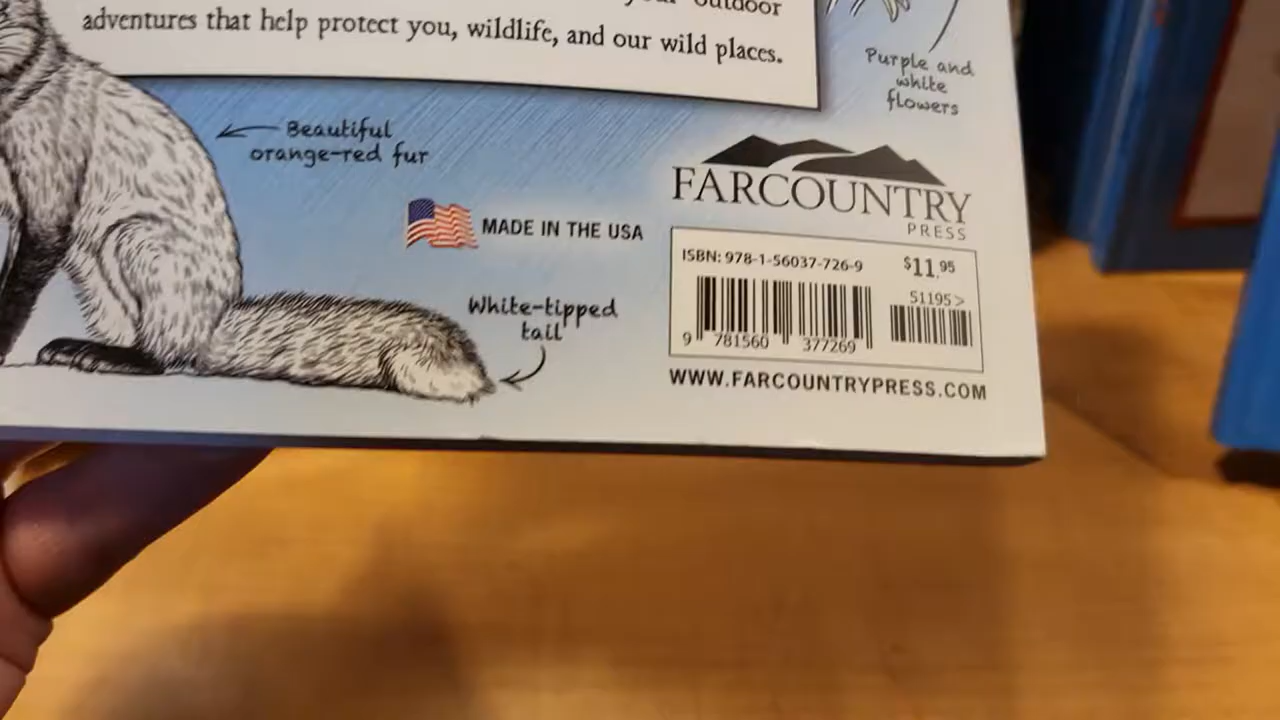 outdoor
adventures that help protect you, wildlife, and our wild places.
Purple and
white
flowers
Beautiful
orange-red fur
FARCOUNTRY
PRESS
MADE IN THE USA
ISBN: 978-1-56037-726-9
$11.95
51195 >
9 781560 377269
White-tipped
tail
WWW.FARCOUNTRYPRESS.COM